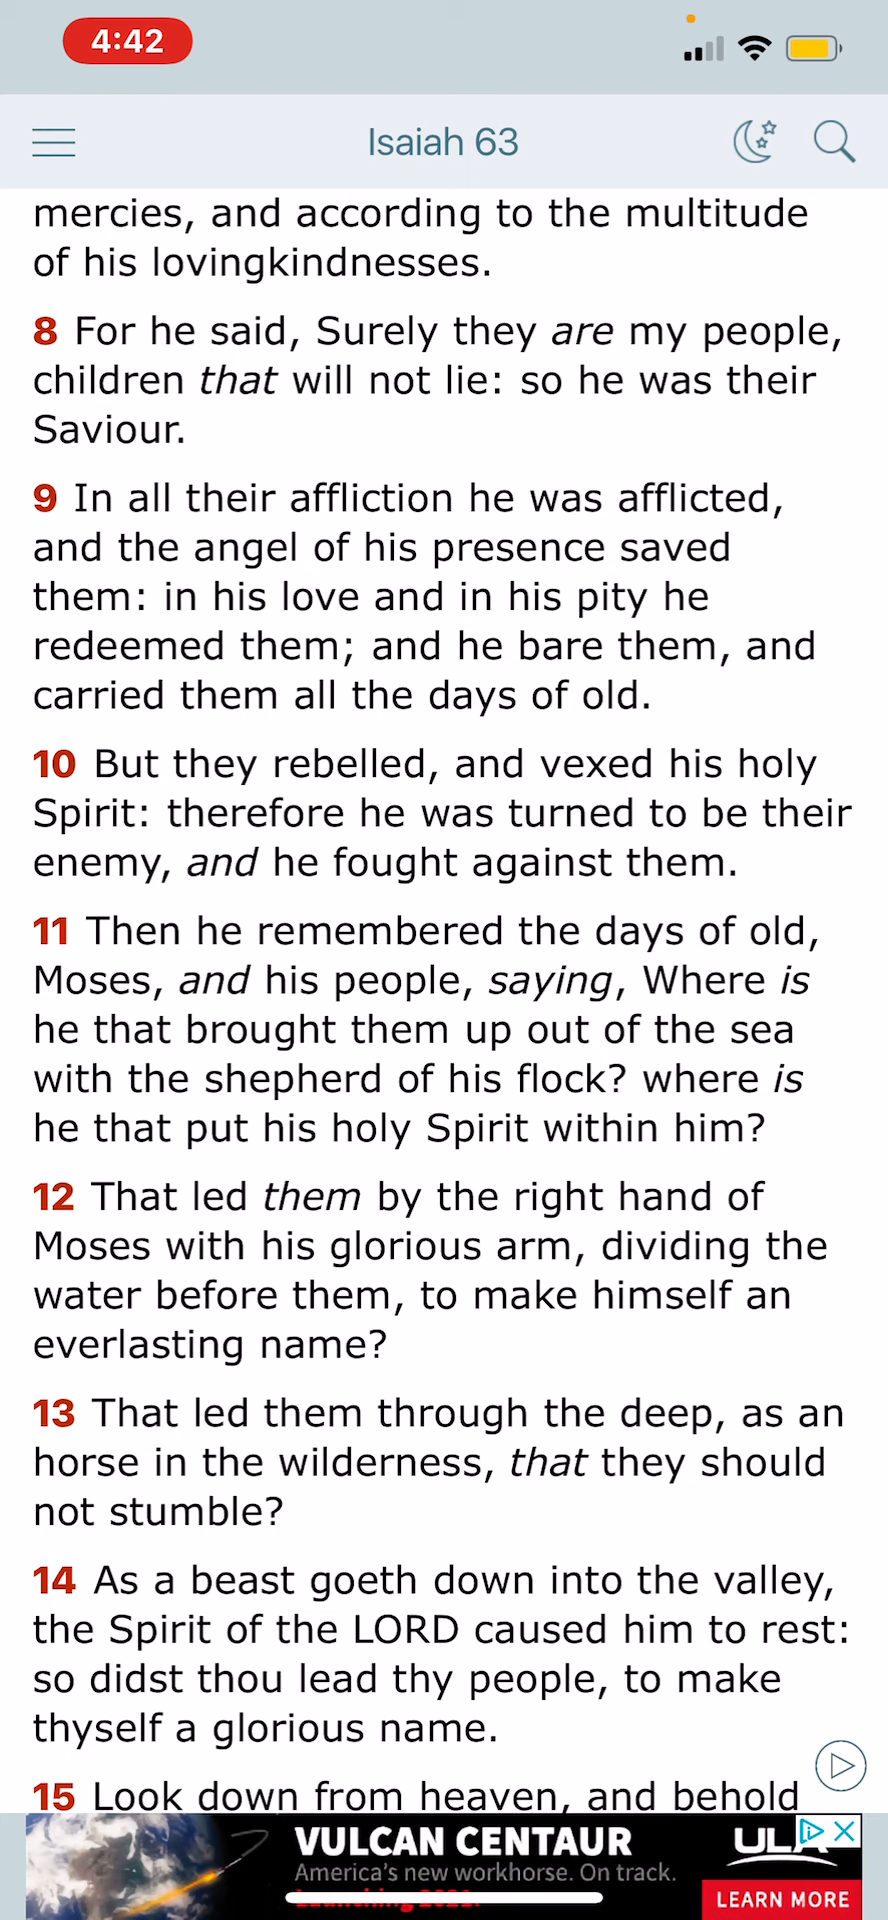 4:42
Isaiah 63
mercies, and according to the multitude
of his lovingkindnesses.
8 For he said, Surely they are my people,
children that will not lie: so he was their
Saviour.
9 In all their affliction he was afflicted,
and the angel of his presence saved
them: in his love and in his pity he
redeemed them; and he bare them, and
carried them all the days of old.
10 But they rebelled, and vexed his holy
Spirit: therefore he was turned to be their
enemy, and he fought against them.
11 Then he remembered the days of old,
Moses, and his people, saying, Where is
he that brought them up out of the sea
with the shepherd of his flock? where is
he that put his holy Spirit within him?
12 That led them by the right hand of
Moses with his glorious arm, dividing the
water before them, to make himself an
everlasting name?
13 That led them through the deep, as an
horse in the wilderness, that they should
not stumble?
14 As a beast goeth down into the valley,
the Spirit of the LORD caused him to rest:
so didst thou lead thy people, to make
thyself a glorious name.
15 Look down from heaven, and behold
VULCAN CENTAUR
America's new workhorse. On track.
LEARN MORE